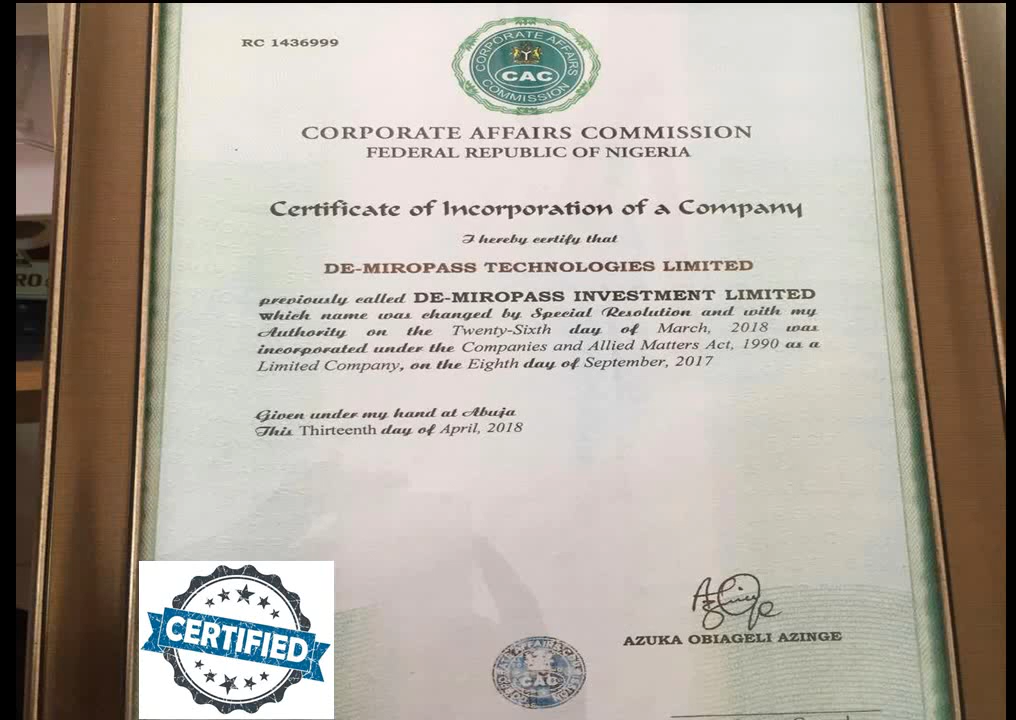 RC 1436999
CORPORATE AFFAIRS
CAC
COMMISSION
CORPORATE AFFAIRS COMMISSION
FEDERAL REPUBLIC OF NIGERIA
Certificate of Incorporation of a Company
I hereby certify that
DE-MIROPASS TECHNOLOGIES LIMITED
previously called DE-MIROPASS INVESTMENT LIMITED
which name was changed by Special Resolution and with my
Authority on the Twenty-Sixth day of March, 2018 was
incorporated under the Companies and Allied Matters Act, 1990 as a
Limited Company, on the Eighth day of September, 2017
Given under my hand at Abuja
This Thirteenth day of April, 2018
CERTIFIED
AZUKA OBIAGELI AZINGE
CAC